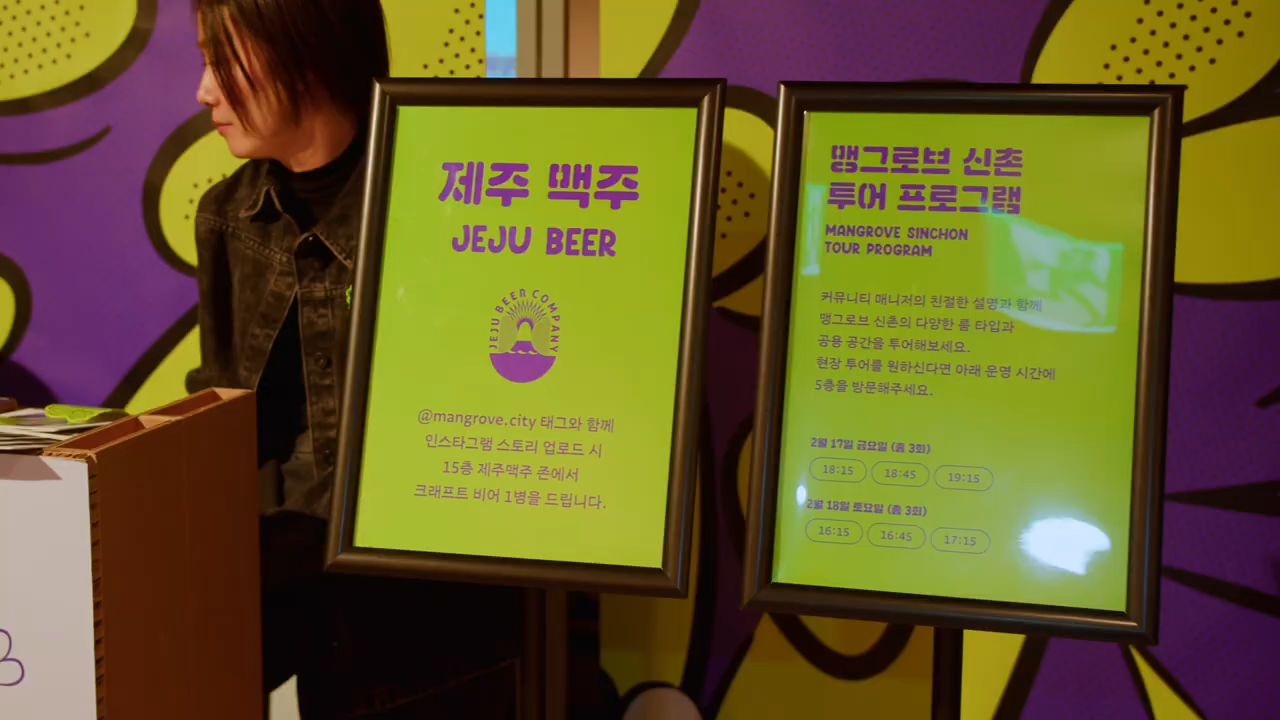 제주 맥주
JEJU BEER
JEJU BEER COMPANY
@mangrove.city 태그와 함께
인스타그램 스토리 업로드 시
15층 제주맥주 존에서
크래프트 비어 1병을 드립니다.
맹그로브 신촌
투어 프로그램
MANGROVE SINCHON
TOUR PROGRAM
커뮤니티 매니저의 친절한 설명과 함께
맹그로브 신촌의 다양한 룸 타입과
공용 공간을 투어해보세요.
현장 투어를 원하신다면 아래 운영 시간에
5층을 방문해주세요.
2월 17일 금요일 (총 3회)
18:15 18:45 19:15
2월 18일 토요일 (총 3회)
16:15 16:45 17:15